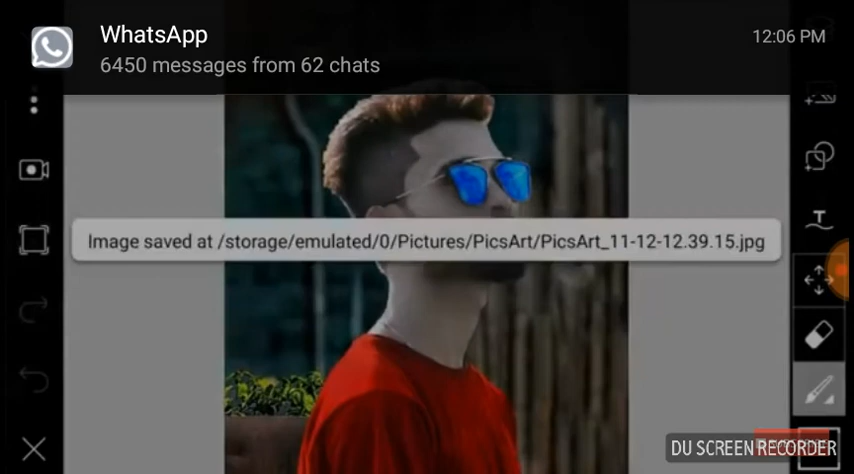 WhatsApp
12:06 PM
6450 messages from 62 chats
T
Image saved at /storage/emulated/0/Pictures/PicsArt/PicsArt_11-12-12.39.15.jpg
DU SCREEN RECORDER